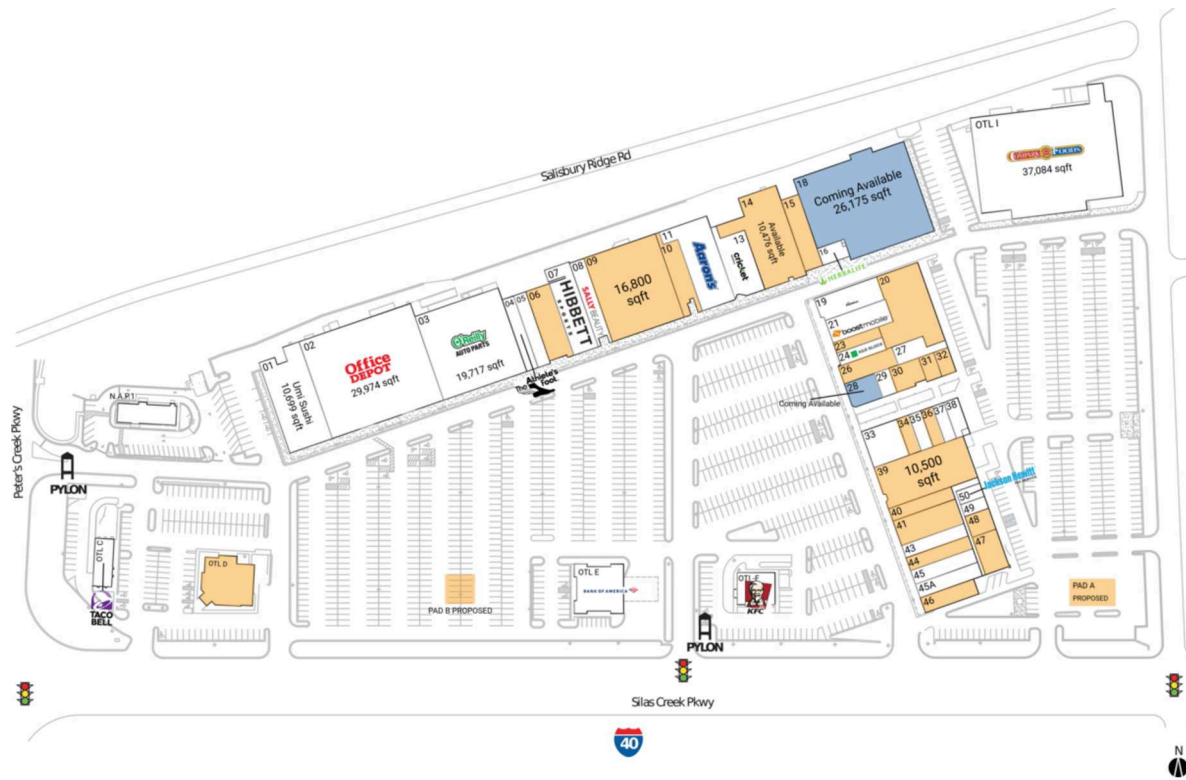 Salisbury Ridge Rd
OTL I
COMPARE FOODS
37,084 sqft
18
Coming Available
26,175 sqft
14
Available
10,476 sqft
15
16
HERBALIFE
13
cricket
11
10
Aaron's
09
16,800
sqft
08
SALLY BEAUTY
07
HIBBETT
SPORTS
06
05
04
The Athlete's
Foot
03
O'Reilly
AUTO PARTS
19,717 sqft
02
Office
DEPOT
29,974 sqft
01
Umi Sushi
10,699 sqft
N.A.P.1
Peter's Creek Pkwy
PYLON
OTL C
TACO
BELL
OTL D
PAD B PROPOSED
OTL E
BANK OF AMERICA
OTL F
KFC
PYLON
19
20
21
boostmobile
23
24
H&R BLOCK
26
27
28
Coming Available
29
30
31
32
33
34
35
36
37
38
39
10,500
sqft
Jackson Hewitt
40
41
43
44
45
45A
46
47
48
49
50
PAD A
PROPOSED
Silas Creek Pkwy
40
N